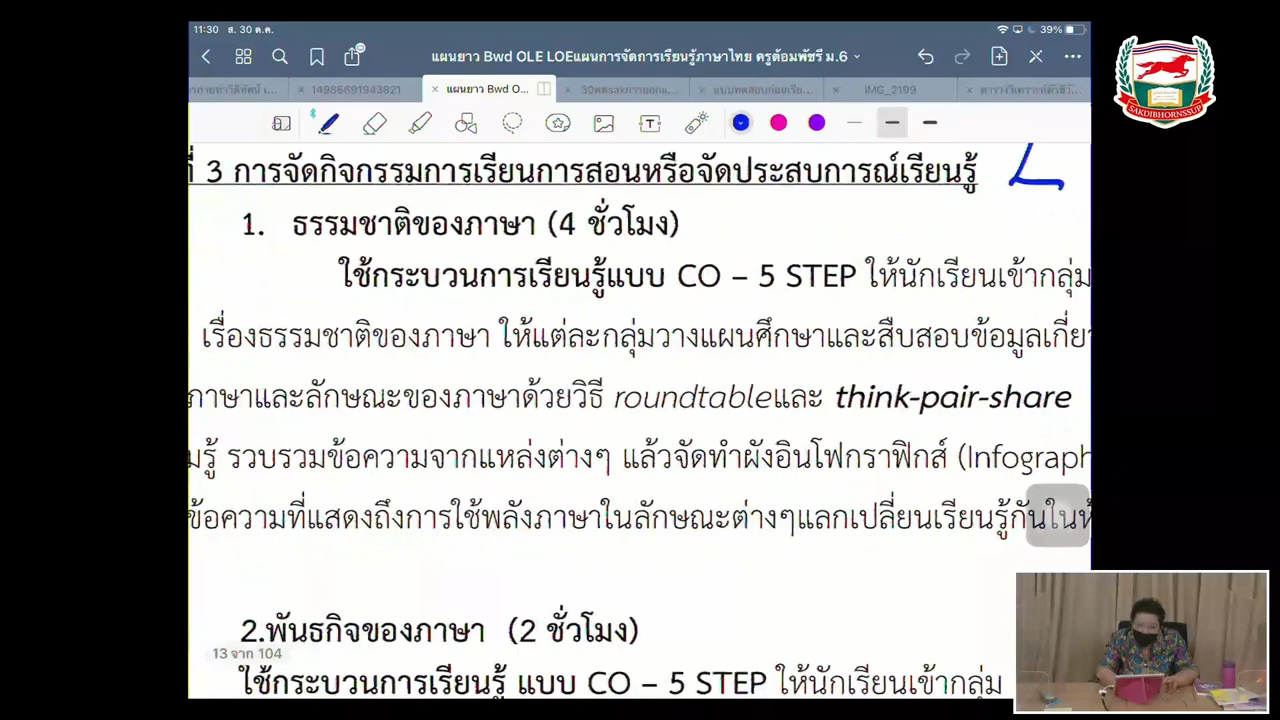 11:30 ส. 30 ต.ค.
39%
แผนยาว Bwd OLE LOEแผนการจัดการเรียนรู้ภาษาไทย ครูต้อมพัชรี ม.6
14986691943821
แผนยาว Bwd O...
IMG_2199
ที่ 3 การจัดกิจกรรมการเรียนการสอนหรือจัดประสบการณ์เรียนรู้
1. ธรรมชาติของภาษา (4 ชั่วโมง)
ใช้กระบวนการเรียนรู้แบบ CO – 5 STEP ให้นักเรียนเข้ากลุ่ม
เรื่องธรรมชาติของภาษา ให้แต่ละกลุ่มวางแผนศึกษาและสืบสอบข้อมูลเกี่ย
ภาษาและลักษณะของภาษาด้วยวิธี roundtableและ think-pair-share
มรู้ รวบรวมข้อความจากแหล่งต่างๆ แล้วจัดทำผังอินโฟกราฟิกส์ (Infograph
ข้อความที่แสดงถึงการใช้พลังภาษาในลักษณะต่างๆแลกเปลี่ยนเรียนรู้กันในห้
2.พันธกิจของภาษา (2 ชั่วโมง)
13 จาก 104
ใช้กระบวนการเรียนรู้ แบบ CO – 5 STEP ให้นักเรียนเข้ากลุ่ม
SAKDIBHORNSSUP